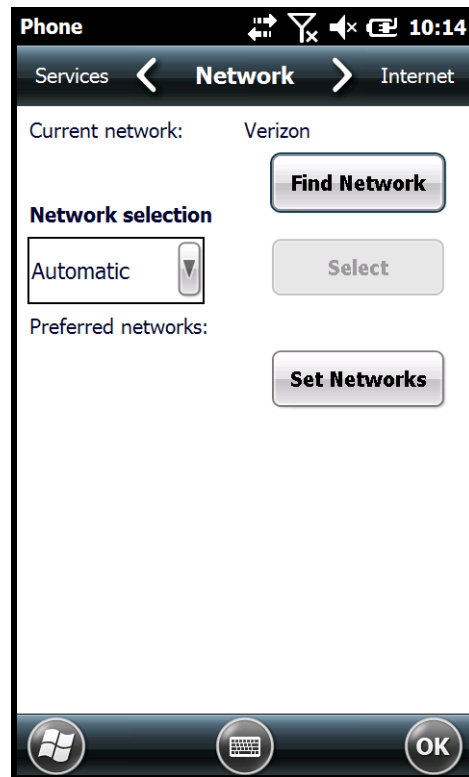 Phone 10:14
Services Network Internet
Current network: Verizon
Find Network
Network selection
Automatic Select
Preferred networks:
Set Networks
OK